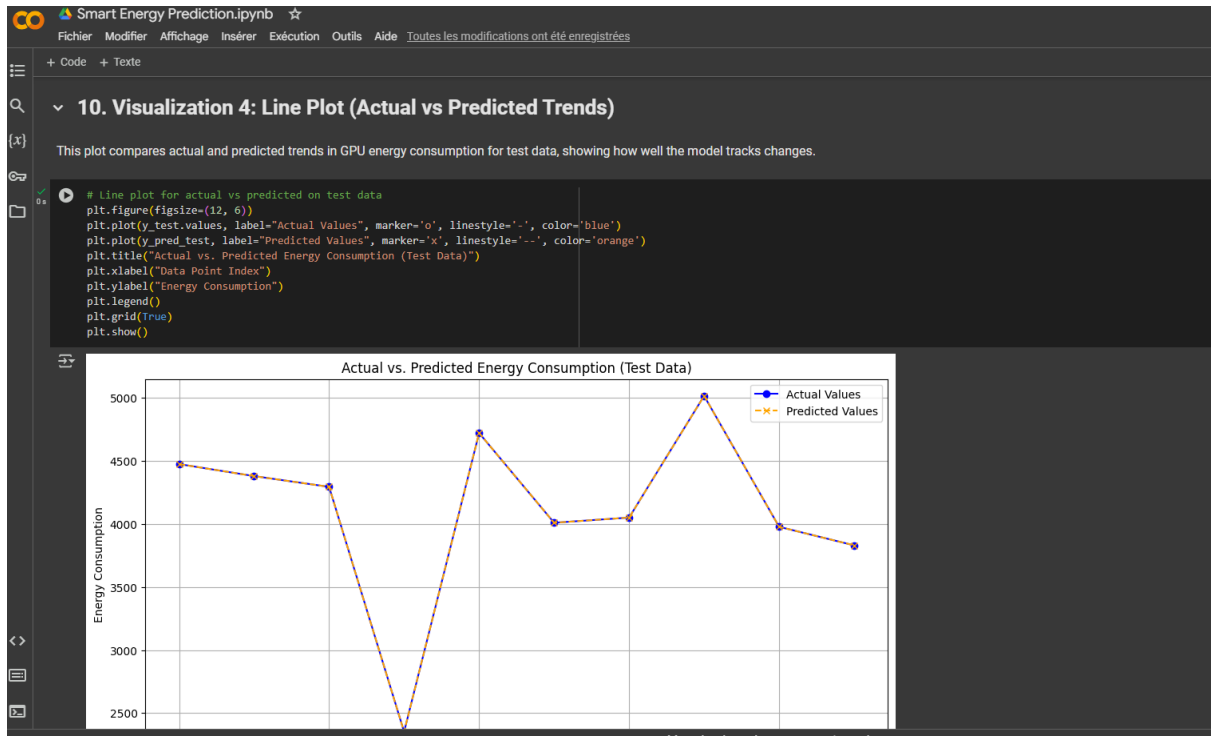 Smart Energy Prediction.ipynb
Fichier Modifier Affichage Insérer Exécution Outils Aide Toutes les modifications ont été enregistrées
+ Code + Texte
10. Visualization 4: Line Plot (Actual vs Predicted Trends)
This plot compares actual and predicted trends in GPU energy consumption for test data, showing how well the model tracks changes.
0 s
# Line plot for actual vs predicted on test data
plt.figure(figsize=(12, 6))
plt.plot(y_test.values, label="Actual Values", marker='o', linestyle='-', color='blue')
plt.plot(y_pred_test, label="Predicted Values", marker='x', linestyle='--', color='orange')
plt.title("Actual vs. Predicted Energy Consumption (Test Data)")
plt.xlabel("Data Point Index")
plt.ylabel("Energy Consumption")
plt.legend()
plt.grid(True)
plt.show()
Actual vs. Predicted Energy Consumption (Test Data)
Actual Values
Predicted Values
5000
4500
4000
3500
3000
2500
Energy Consumption